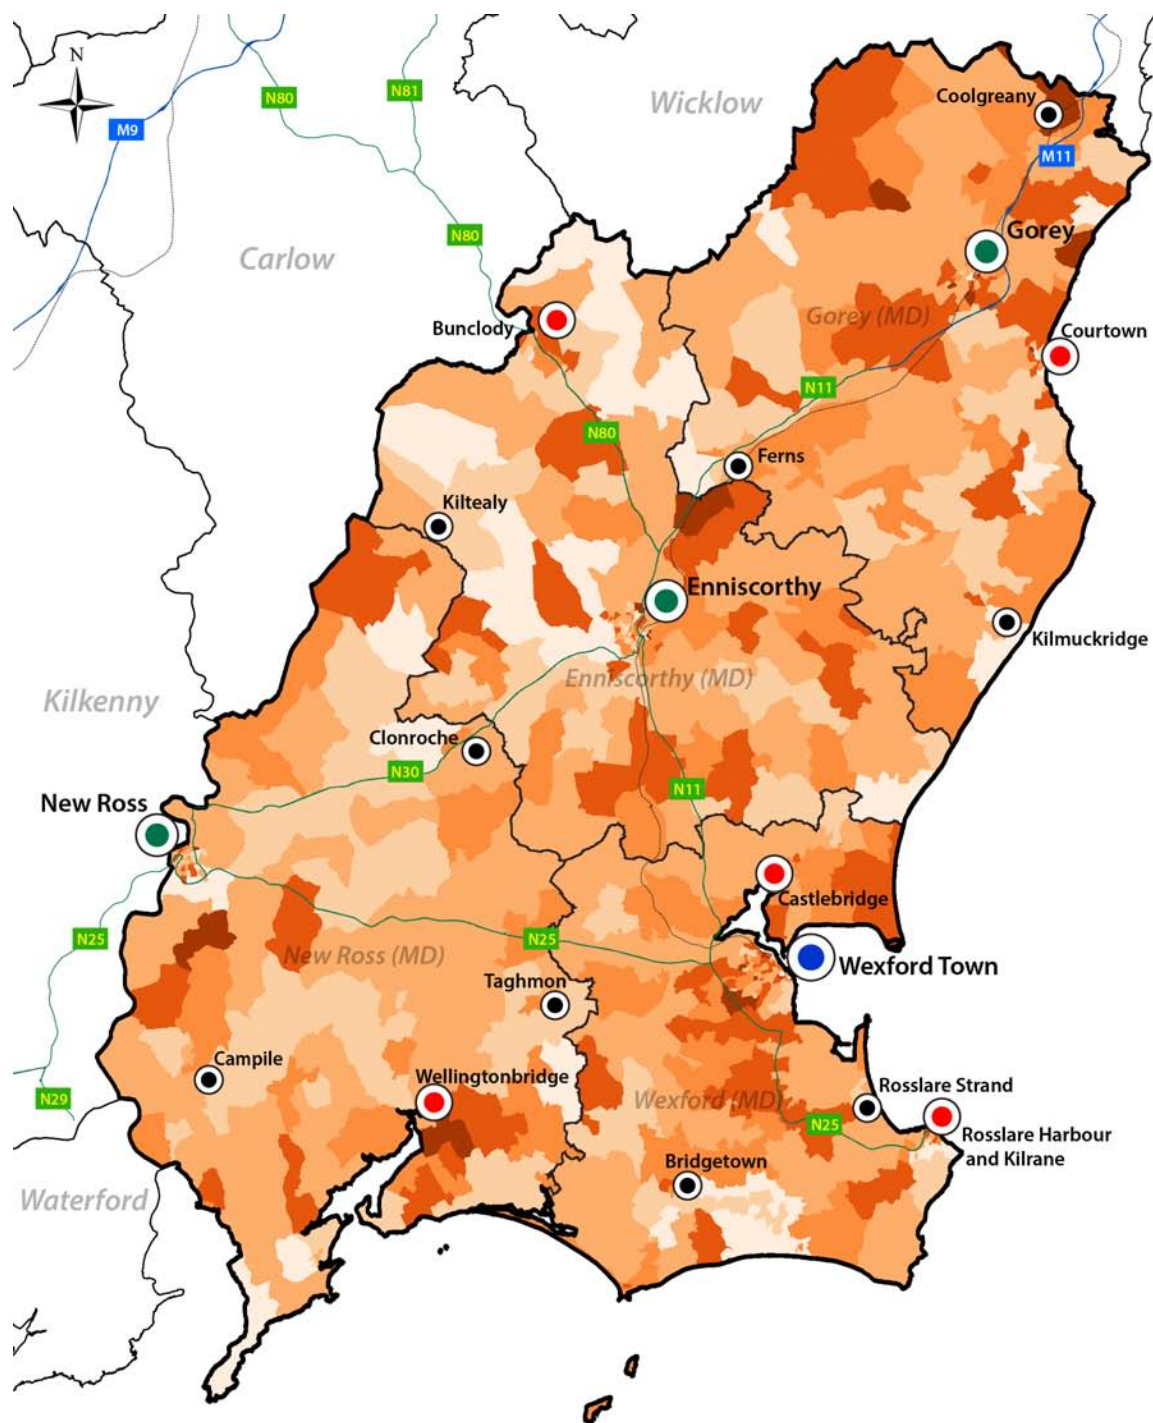 N
N80
N81
Wicklow
Coolgreany
M9
M11
Gorey
N80
Carlow
Gorey (MD)
Bunclody
Courtown
N11
N80
Ferns
Kiltealy
Enniscorthy
Kilmuckridge
Enniscorthy (MD)
Kilkenny
Clonroche
N30
N11
New Ross
Castlebridge
N25
N25
New Ross (MD)
Wexford Town
Taghmon
Campile
Wellingtonbridge
Rosslare Strand
N29
Wexford (MD)
N25
Rosslare Harbour
and Kilrane
Bridgetown
Waterford